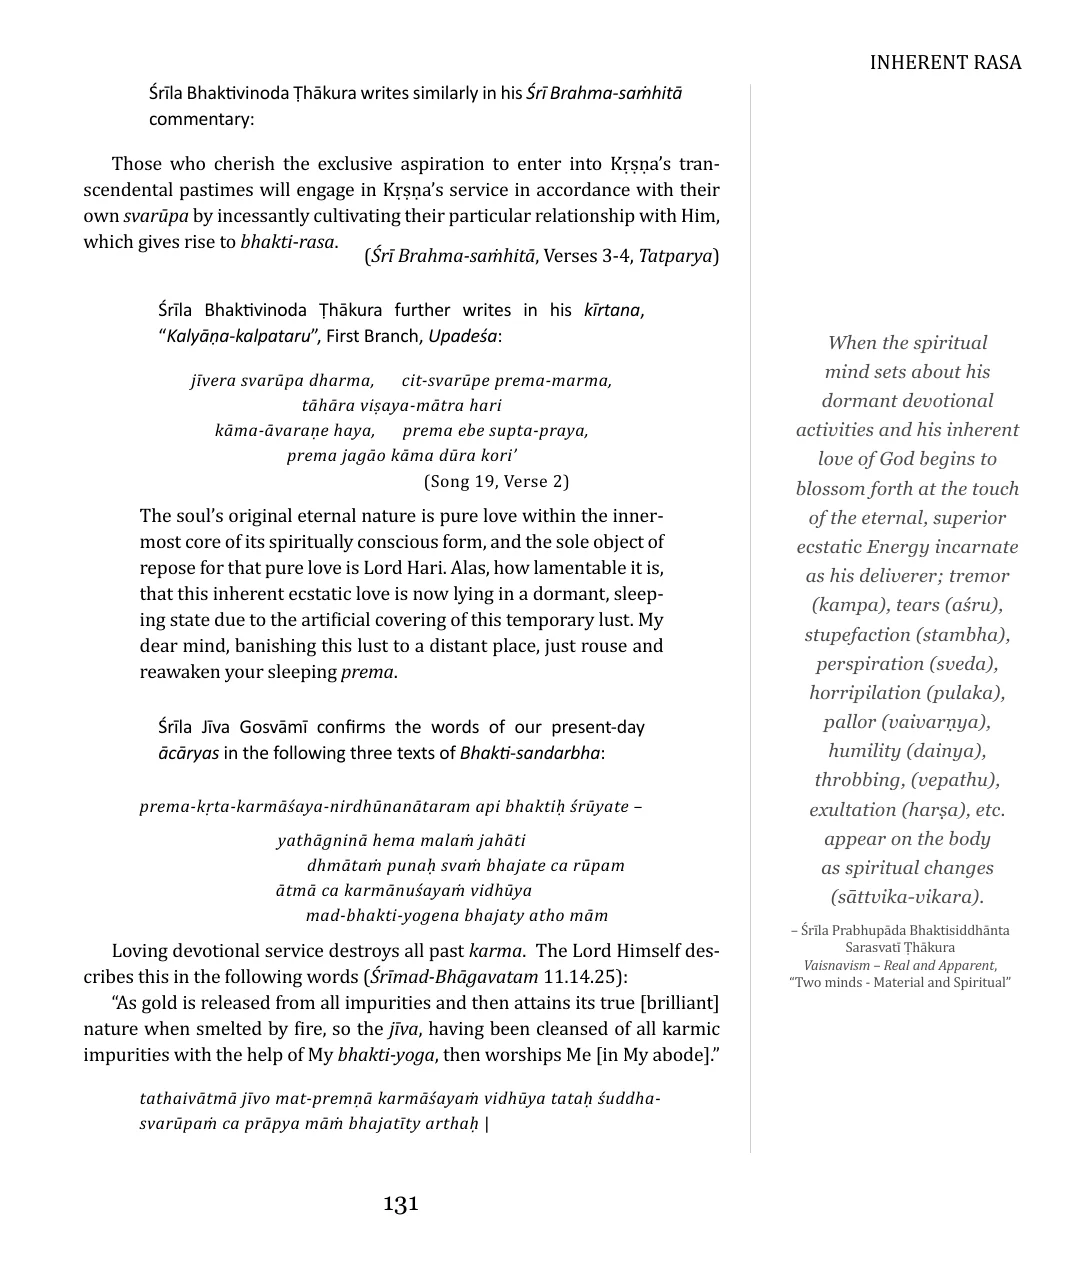 INHERENT RASA
Śrīla Bhaktivinoda Ṭhākura writes similarly in his Śrī Brahma-saṁhitā
commentary:
Those who cherish the exclusive aspiration to enter into Kṛṣṇa’s tran-
scendental pastimes will engage in Kṛṣṇa’s service in accordance with their
own svarūpa by incessantly cultivating their particular relationship with Him,
which gives rise to bhakti-rasa.
(Śrī Brahma-saṁhitā, Verses 3-4, Tatparya)
Śrīla Bhaktivinoda Ṭhākura further writes in his kīrtana,
“Kalyāṇa-kalpataru”, First Branch, Upadeśa:
jīvera svarūpa dharma, cit-svarūpe prema-marma,
tāhāra viṣaya-mātra hari
kāma-āvaraṇe haya, prema ebe supta-praya,
prema jagāo kāma dūra kori’
(Song 19, Verse 2)
The soul’s original eternal nature is pure love within the inner-
most core of its spiritually conscious form, and the sole object of
repose for that pure love is Lord Hari. Alas, how lamentable it is,
that this inherent ecstatic love is now lying in a dormant, sleep-
ing state due to the artificial covering of this temporary lust. My
dear mind, banishing this lust to a distant place, just rouse and
reawaken your sleeping prema.
Śrīla Jīva Gosvāmī confirms the words of our present-day
ācāryas in the following three texts of Bhakti-sandarbha:
prema-kṛta-karmāśaya-nirdhūnanātaram api bhaktiḥ śrūyate –
yathāgninā hema malaṁ jahāti
dhmātaṁ punaḥ svaṁ bhajate ca rūpam
ātmā ca karmānuśayaṁ vidhūya
mad-bhakti-yogena bhajaty atho mām
Loving devotional service destroys all past karma. The Lord Himself des-
cribes this in the following words (Śrīmad-Bhāgavatam 11.14.25):
“As gold is released from all impurities and then attains its true [brilliant]
nature when smelted by fire, so the jīva, having been cleansed of all karmic
impurities with the help of My bhakti-yoga, then worships Me [in My abode].”
tathaivātmā jīvo mat-premṇā karmāśayaṁ vidhūya tataḥ śuddha-
svarūpaṁ ca prāpya māṁ bhajatīty arthaḥ |
When the spiritual
mind sets about his
dormant devotional
activities and his inherent
love of God begins to
blossom forth at the touch
of the eternal, superior
ecstatic Energy incarnate
as his deliverer; tremor
(kampa), tears (aśru),
stupefaction (stambha),
perspiration (sveda),
horripilation (pulaka),
pallor (vaivarṇya),
humility (dainya),
throbbing, (vepathu),
exultation (harṣa), etc.
appear on the body
as spiritual changes
(sāttvika-vikara).
– Śrīla Prabhupāda Bhaktisiddhānta
Sarasvatī Ṭhākura
Vaisnavism – Real and Apparent,
“Two minds - Material and Spiritual”
131